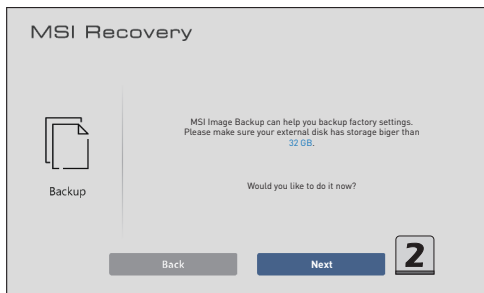 MSI Recovery
MSI Image Backup can help you backup factory settings.
Please make sure your external disk has storage biger than
32 GB.
Backup
Would you like to do it now?
Back
Next
2